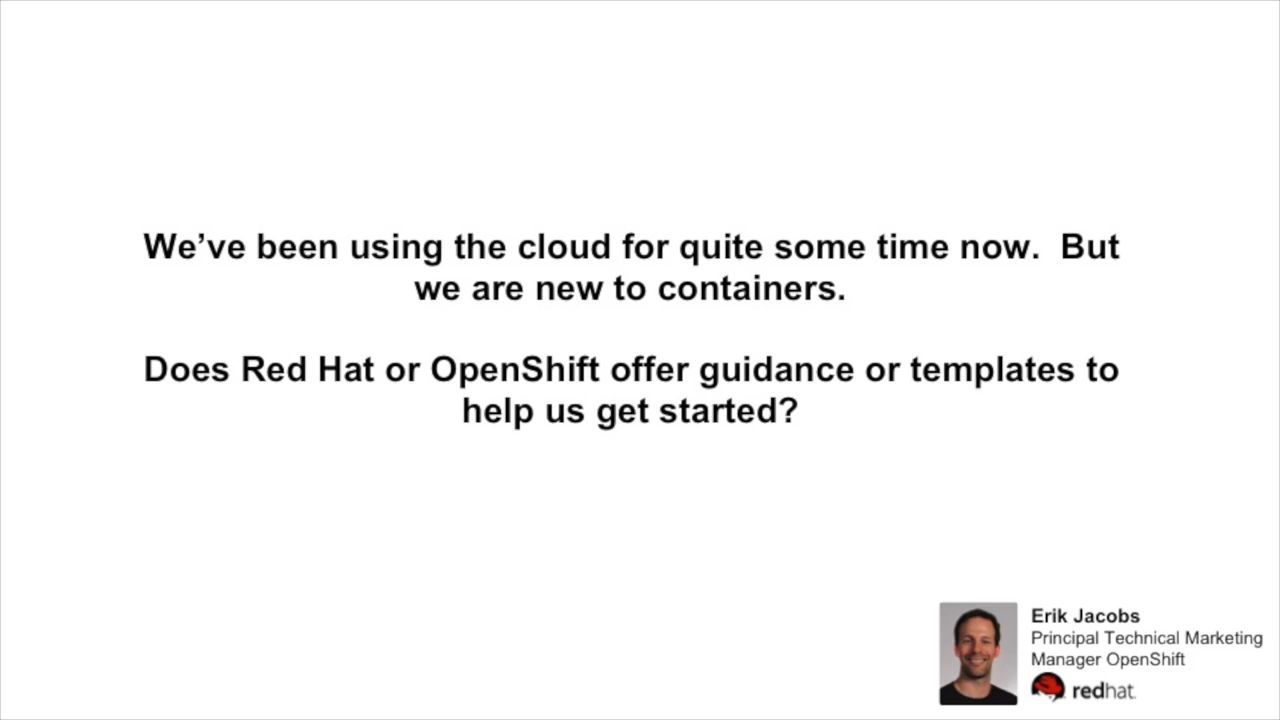 We’ve been using the cloud for quite some time now.  But
we are new to containers.
Does Red Hat or OpenShift offer guidance or templates to
help us get started?
Erik Jacobs
Principal Technical Marketing
Manager OpenShift
redhat.